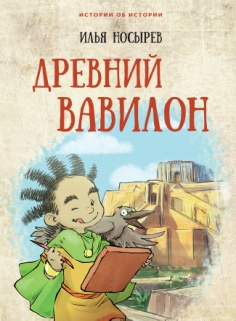 ИСТОРИИ ОБ ИСТОРИИ
ИЛЬЯ НОСЫРЕВ
ДРЕВНИЙ
ВАВИЛОН